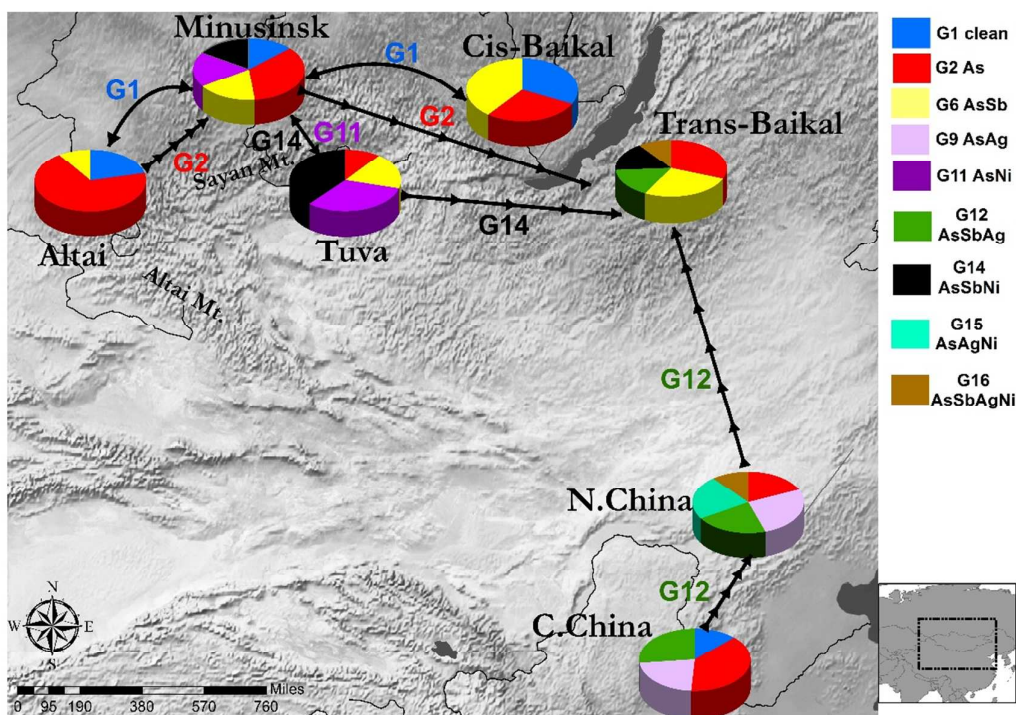 Minusinsk
Cis-Baikal
G1
G1
G2
Trans-Baikal
G14
G11
G2
Sayan Mt.
Altai
Tuva
G14
Altai Mt.
G12
N.China
G12
C.China
N
W
E
S
Miles
0 95 190 380 570 760
G1 clean
G2 As
G6 AsSb
G9 AsAg
G11 AsNi
G12
AsSbAg
G14
AsSbNi
G15
AsAgNi
G16
AsSbAgNi